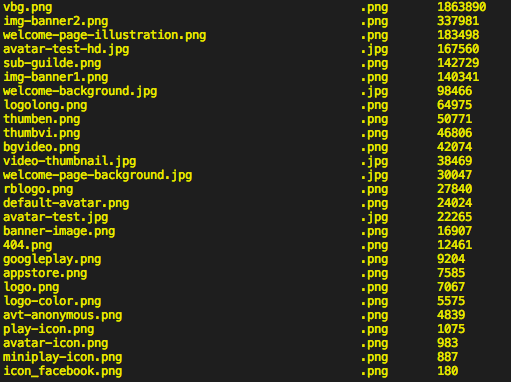 vbg.png .png 1863890
img-banner2.png .png 337981
welcome-page-illustration.png .png 183498
avatar-test-hd.jpg .jpg 167560
sub-guilde.png .png 142729
img-banner1.png .png 140341
welcome-background.jpg .jpg 98466
logolong.png .png 64975
thumben.png .png 50771
thumbvi.png .png 46806
bgvideo.png .png 42074
video-thumbnail.jpg .jpg 38469
welcome-page-background.jpg .jpg 30047
rblogo.png .png 27840
default-avatar.png .png 24024
avatar-test.jpg .jpg 22265
banner-image.png .png 16907
404.png .png 12461
googleplay.png .png 9204
appstore.png .png 7585
logo.png .png 7067
logo-color.png .png 5575
avt-anonymous.png .png 4839
play-icon.png .png 1075
avatar-icon.png .png 983
miniplay-icon.png .png 887
icon_facebook.png .png 180